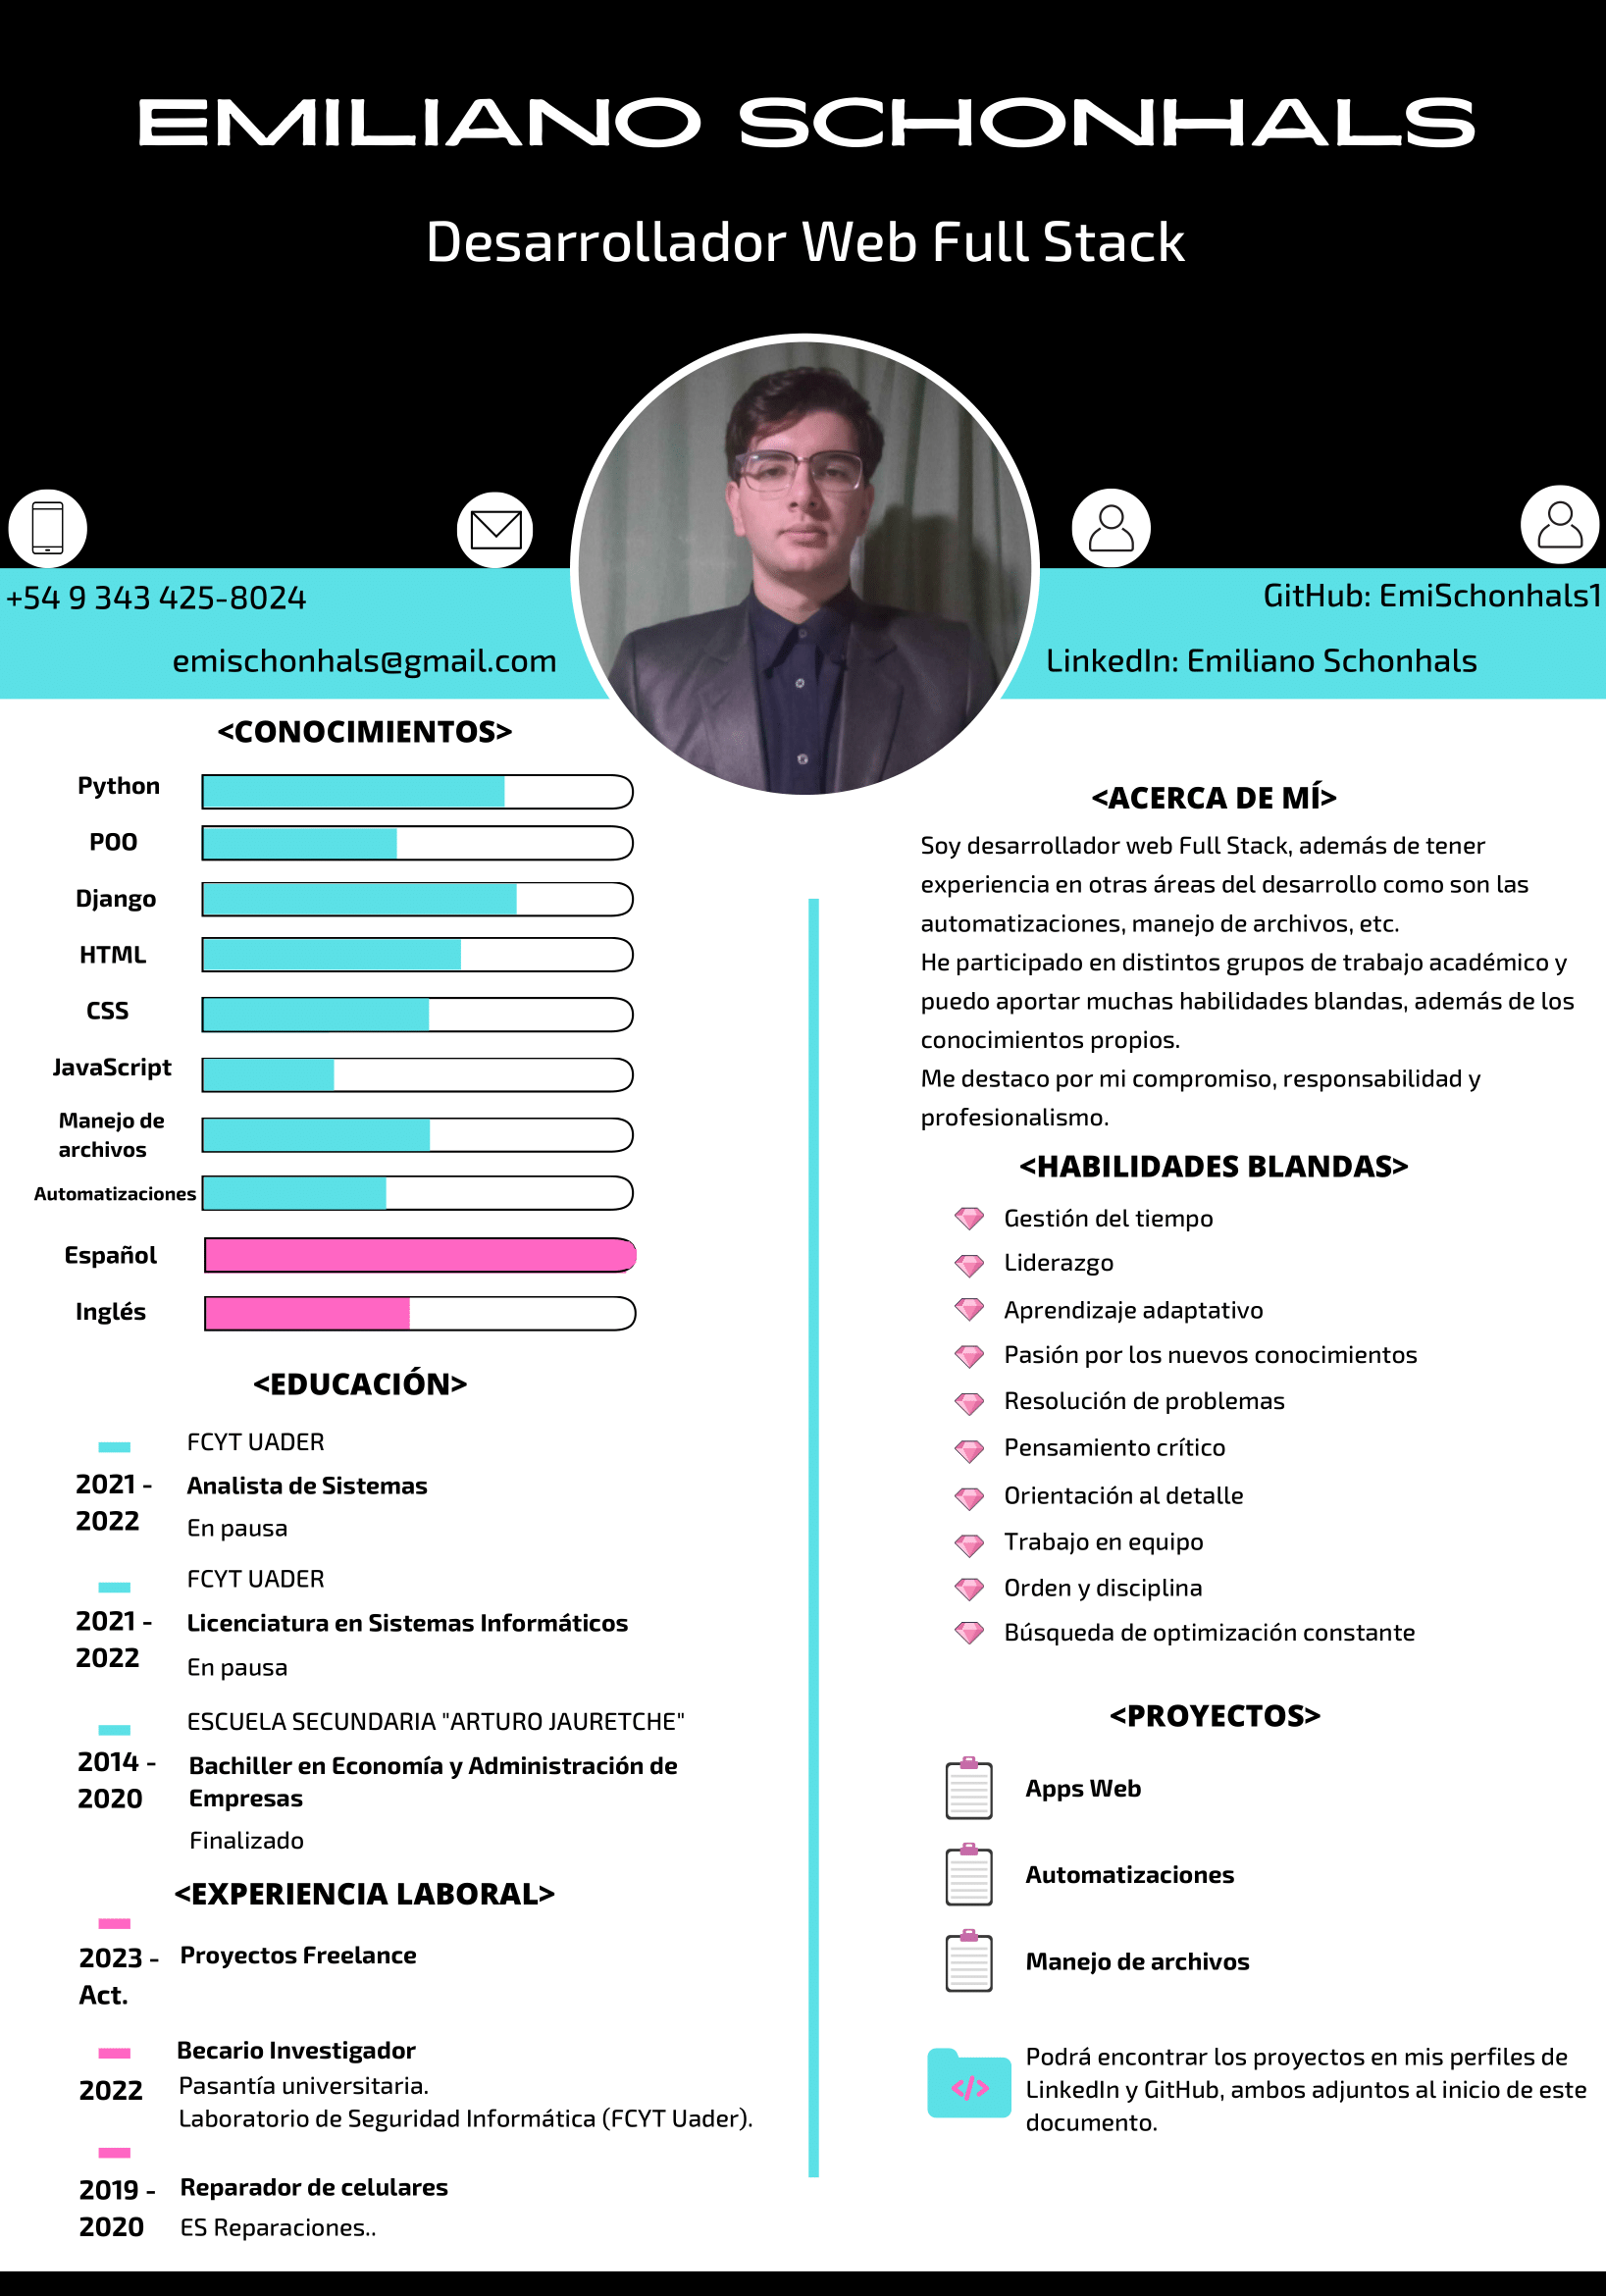 EMILIANO SCHONHALS
Desarrollador Web Full Stack
+54 9 343 425-8024
emischonhals@gmail.com
GitHub: EmiSchonhals1
LinkedIn: Emiliano Schonhals
<CONOCIMIENTOS>
Python
POO
Django
HTML
CSS
JavaScript
Manejo de
archivos
Automatizaciones
Español
Inglés
<EDUCACIÓN>
FCYT UADER
2021 -
2022
Analista de Sistemas
En pausa
FCYT UADER
2021 -
2022
Licenciatura en Sistemas Informáticos
En pausa
ESCUELA SECUNDARIA "ARTURO JAURETCHE"
2014 -
2020
Bachiller en Economía y Administración de
Empresas
Finalizado
<EXPERIENCIA LABORAL>
2023 -
Act.
Proyectos Freelance
Becario Investigador
2022
Pasantía universitaria.
Laboratorio de Seguridad Informática (FCYT Uader).
2019 -
2020
Reparador de celulares
ES Reparaciones..
<ACERCA DE MÍ>
Soy desarrollador web Full Stack, además de tener
experiencia en otras áreas del desarrollo como son las
automatizaciones, manejo de archivos, etc.
He participado en distintos grupos de trabajo académico y
puedo aportar muchas habilidades blandas, además de los
conocimientos propios.
Me destaco por mi compromiso, responsabilidad y
profesionalismo.
<HABILIDADES BLANDAS>
Gestión del tiempo
Liderazgo
Aprendizaje adaptativo
Pasión por los nuevos conocimientos
Resolución de problemas
Pensamiento crítico
Orientación al detalle
Trabajo en equipo
Orden y disciplina
Búsqueda de optimización constante
<PROYECTOS>
Apps Web
Automatizaciones
Manejo de archivos
</>
Podrá encontrar los proyectos en mis perfiles de
LinkedIn y GitHub, ambos adjuntos al inicio de este
documento.